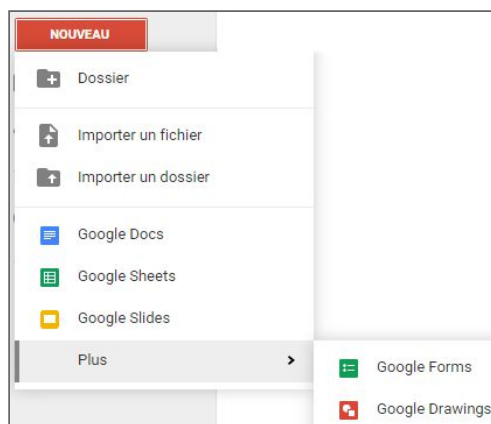 NOUVEAU
Dossier
Importer un fichier
Importer un dossier
Google Docs
Google Sheets
Google Slides
Plus
Google Forms
Google Drawings